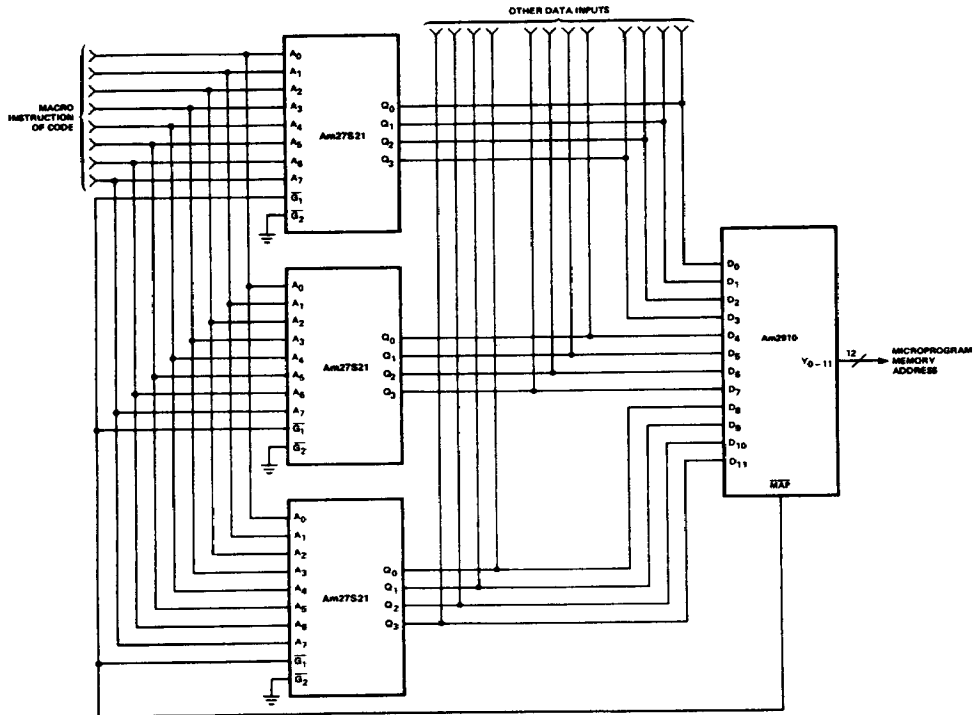 OTHER DATA INPUTS
MACRO
INSTRUCTION
OF CODE
A0
A1
A2
A3
A4
A5
A6
A7
G1
G2
Am27S21
Q0
Q1
Q2
Q3
A0
A1
A2
A3
A4
A5
A6
A7
G1
G2
Am27S21
Q0
Q1
Q2
Q3
A0
A1
A2
A3
A4
A5
A6
A7
G1
G2
Am27S21
Q0
Q1
Q2
Q3
D0
D1
D2
D3
D4
D5
D6
D7
D8
D9
D10
D11
Am2910
Y0-11
MAP
12
MICROPROGRAM
MEMORY
ADDRESS